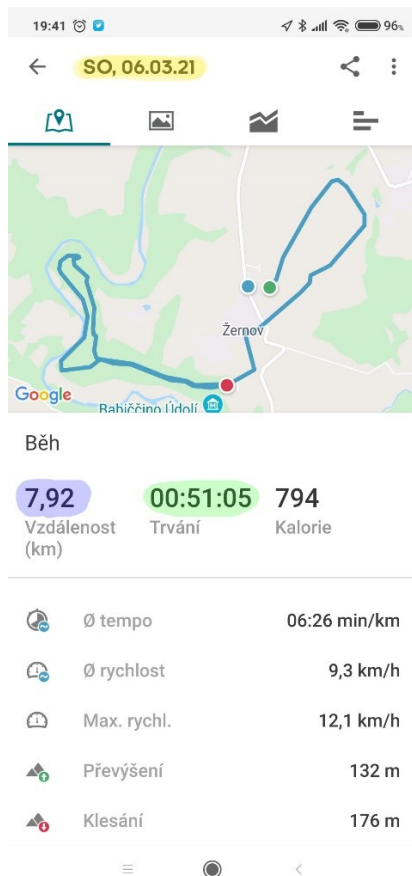 19:41 96%
SO, 06.03.21
Žernov
Google
Babiččino Údolí
Běh
7,92 00:51:05 794
Vzdálenost Trvání Kalorie
(km)
Ø tempo 06:26 min/km
Ø rychlost 9,3 km/h
Max. rychl. 12,1 km/h
Převýšení 132 m
Klesání 176 m